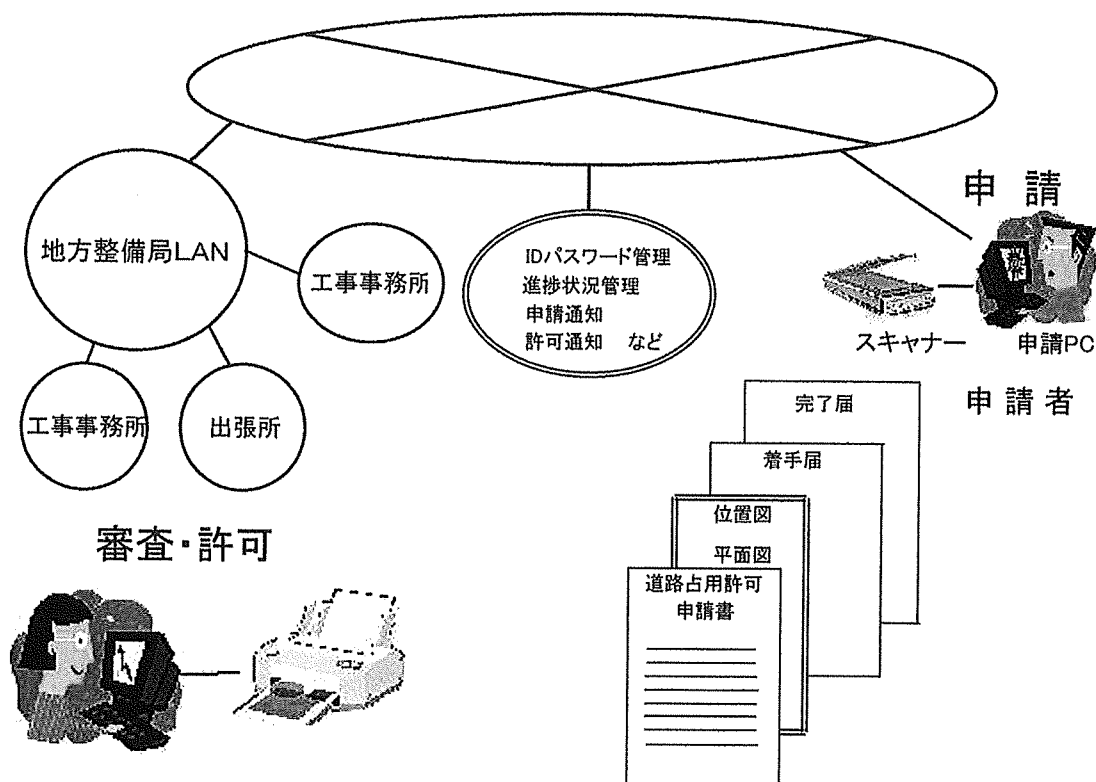 申 請
地方整備局LAN
工事事務所
IDパスワード管理
進捗状況管理
申請通知
許可通知 など
スキャナー
申請PC
申 請 者
工事事務所
出張所
完了届
着手届
位置図
平面図
道路占用許可
申請書
審査・許可